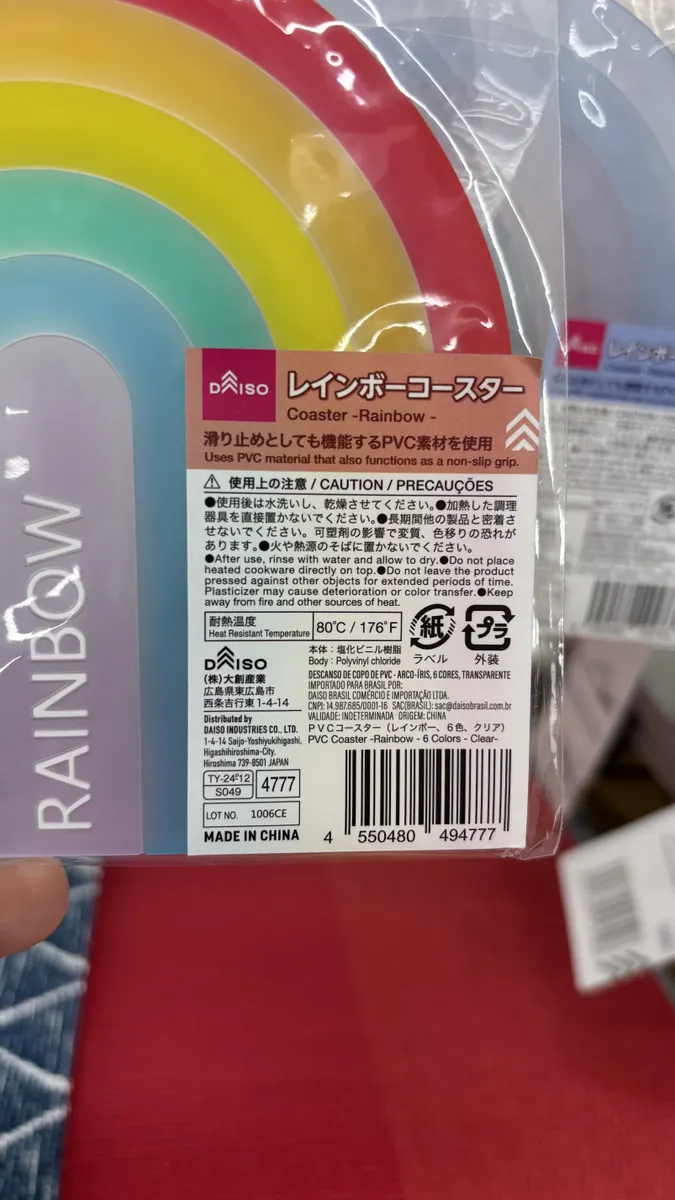 RAINBOW
DAISO
レインボーコースター
Coaster -Rainbow -
滑り止めとしても機能するPVC素材を使用
Uses PVC material that also functions as a non-slip grip.
⚠ 使用上の注意 / CAUTION / PRECAUÇÕES
●使用後は水洗いし、乾燥させてください。●加熱した調理
器具を直接置かないでください。●長期間他の製品と密着さ
せないでください。可塑剤の影響で変質、色移りの恐れが
あります。●火や熱源のそばに置かないでください。
●After use, rinse with water and allow to dry.●Do not place
heated cookware directly on top.●Do not leave the product
pressed against other objects for extended periods of time.
Plasticizer may cause deterioration or color transfer.●Keep
away from fire and other sources of heat.
耐熱温度
Heat Resistant Temperature
80℃ / 176°F
紙
ラベル
プラ
外装
DAISO
(株)大創産業
広島県東広島市
西条吉行東 1-4-14
Distributed by
DAISO INDUSTRIES CO., LTD.
1-4-14 Saijo-Yoshiyukihigashi,
Higashihiroshima-City,
Hiroshima 739-8501 JAPAN
本体:塩化ビニル樹脂
Body : Polyvinyl chloride
DESCANSO DE COPO DE PVC - ARCO-ÍRIS, 6 CORES, TRANSPARENTE
IMPORTADO PARA BRASIL POR:
DAISO BRASIL COMÉRCIO E IMPORTAÇÃO LTDA.
CNPJ: 14.987.685/0001-16 SAC(BRASIL): sac@daisobrasil.com.br
VALIDADE: INDETERMINADA ORIGEM: CHINA
PVCコースター(レインボー、6色、クリア)
PVC Coaster -Rainbow - 6 Colors - Clear-
TY-24F12
S049
4777
LOT NO. 1006CE
MADE IN CHINA
4 550480 494777
レインボー